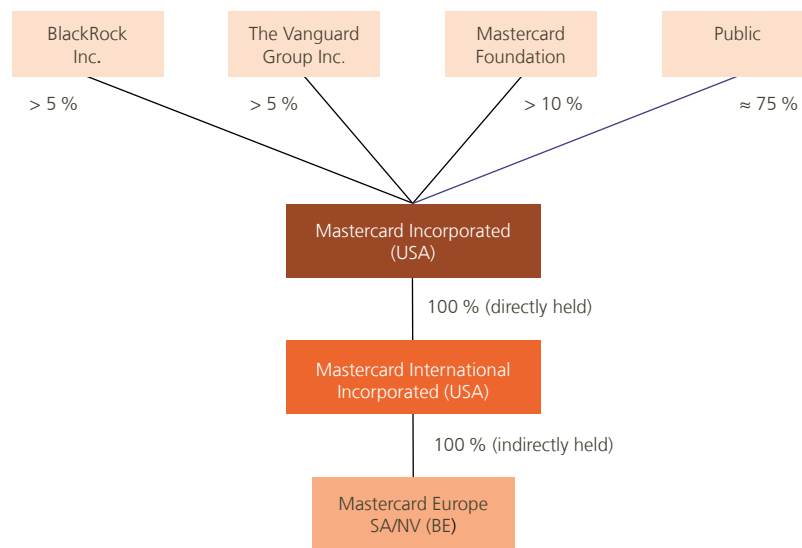 BlackRock
Inc.
The Vanguard
Group Inc.
Mastercard
Foundation
Public
> 5 %
> 5 %
> 10 %
≈ 75 %
Mastercard Incorporated
(USA)
100 % (directly held)
Mastercard International
Incorporated (USA)
100 % (indirectly held)
Mastercard Europe
SA/NV (BE)